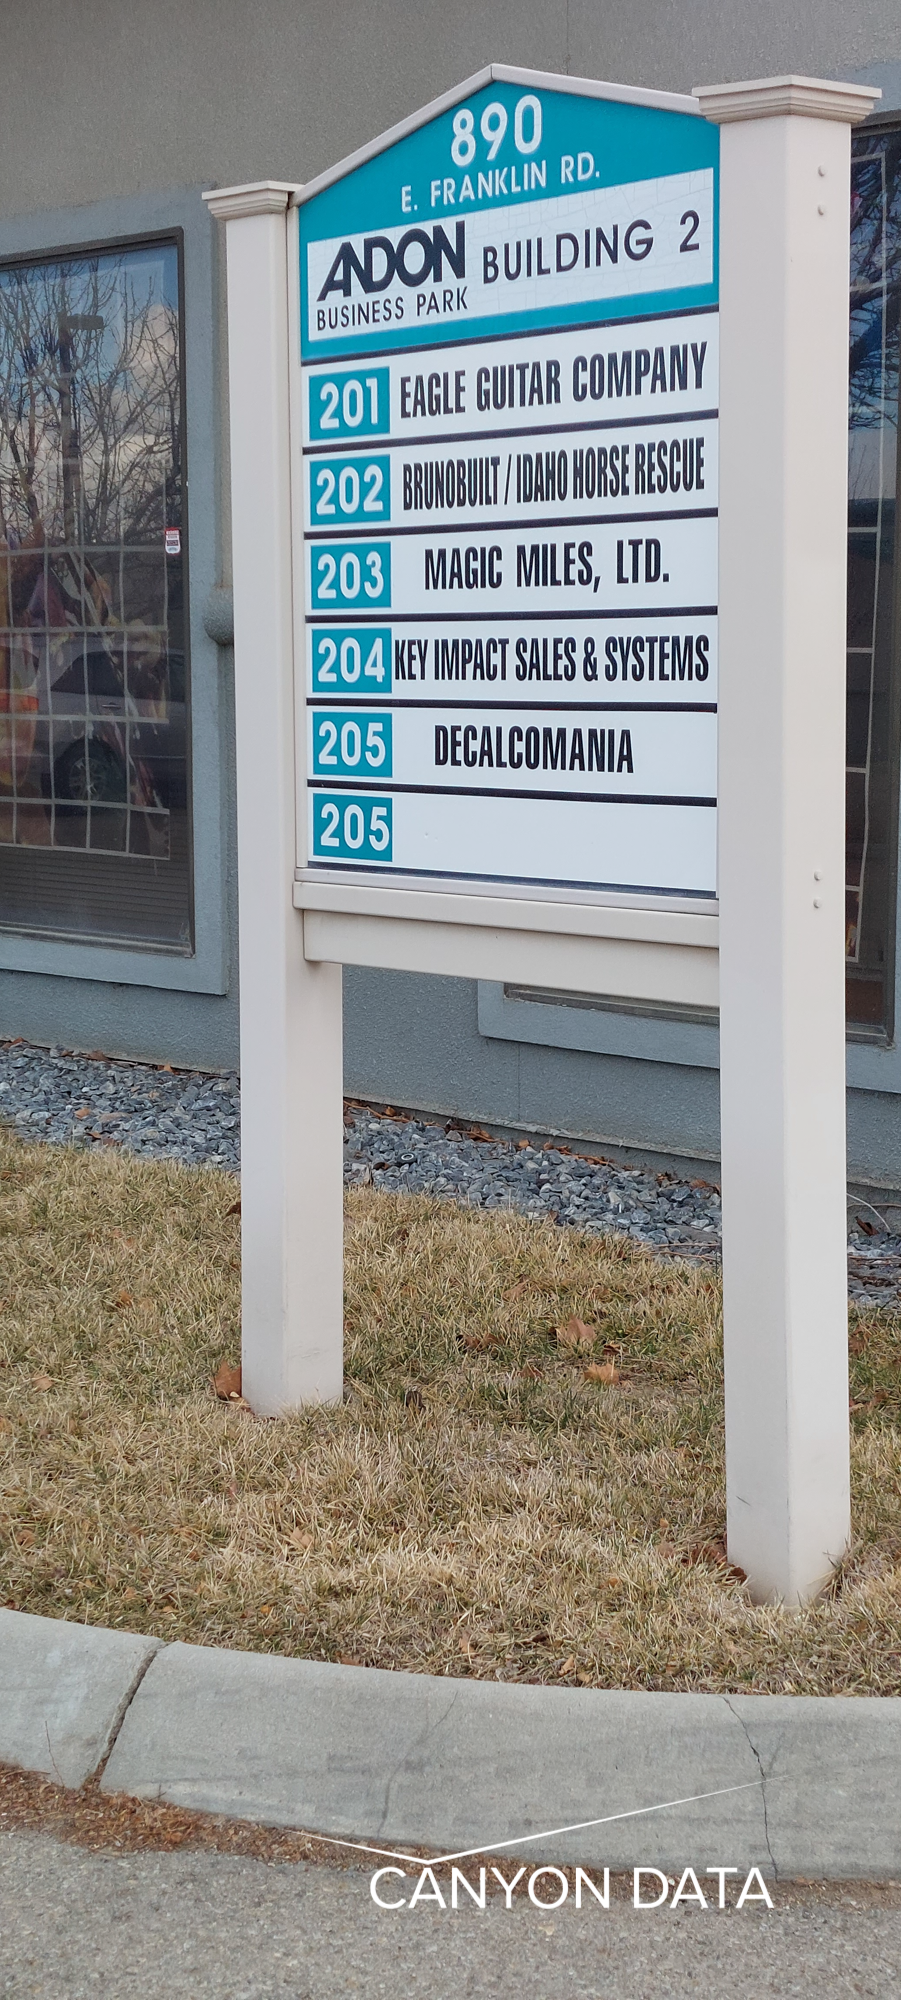 890
E. FRANKLIN RD.
ANDON BUILDING 2
BUSINESS PARK
201 EAGLE GUITAR COMPANY
202 BRUNOBUILT / IDAHO HORSE RESCUE
203 MAGIC MILES, LTD.
204 KEY IMPACT SALES & SYSTEMS
205 DECALCOMANIA
205
CANYON DATA